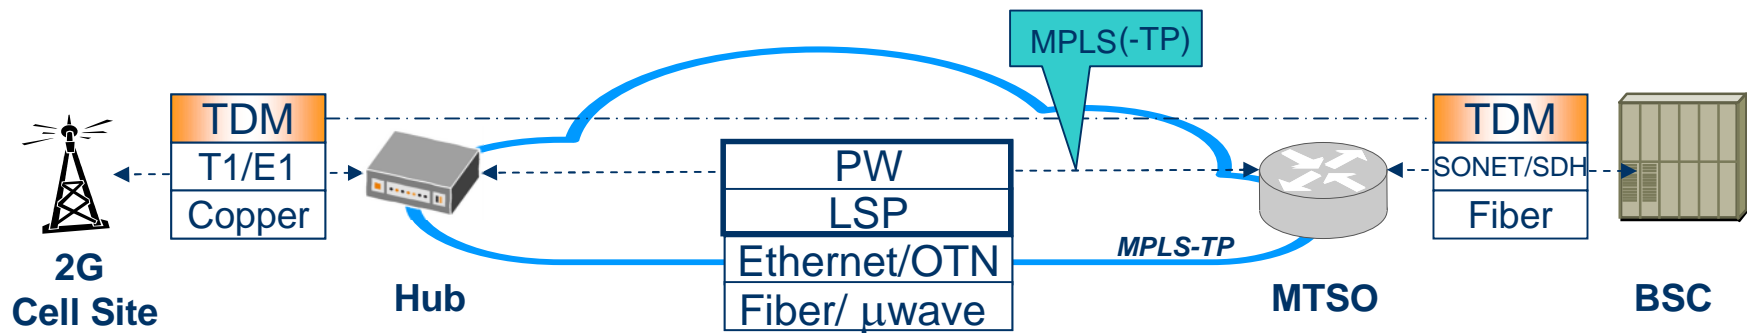 MPLS(-TP)
TDM
T1/E1
Copper
PW
LSP
Ethernet/OTN
Fiber/ μwave
MPLS-TP
TDM
SONET/SDH
Fiber
2G
Cell Site
Hub
MTSO
BSC